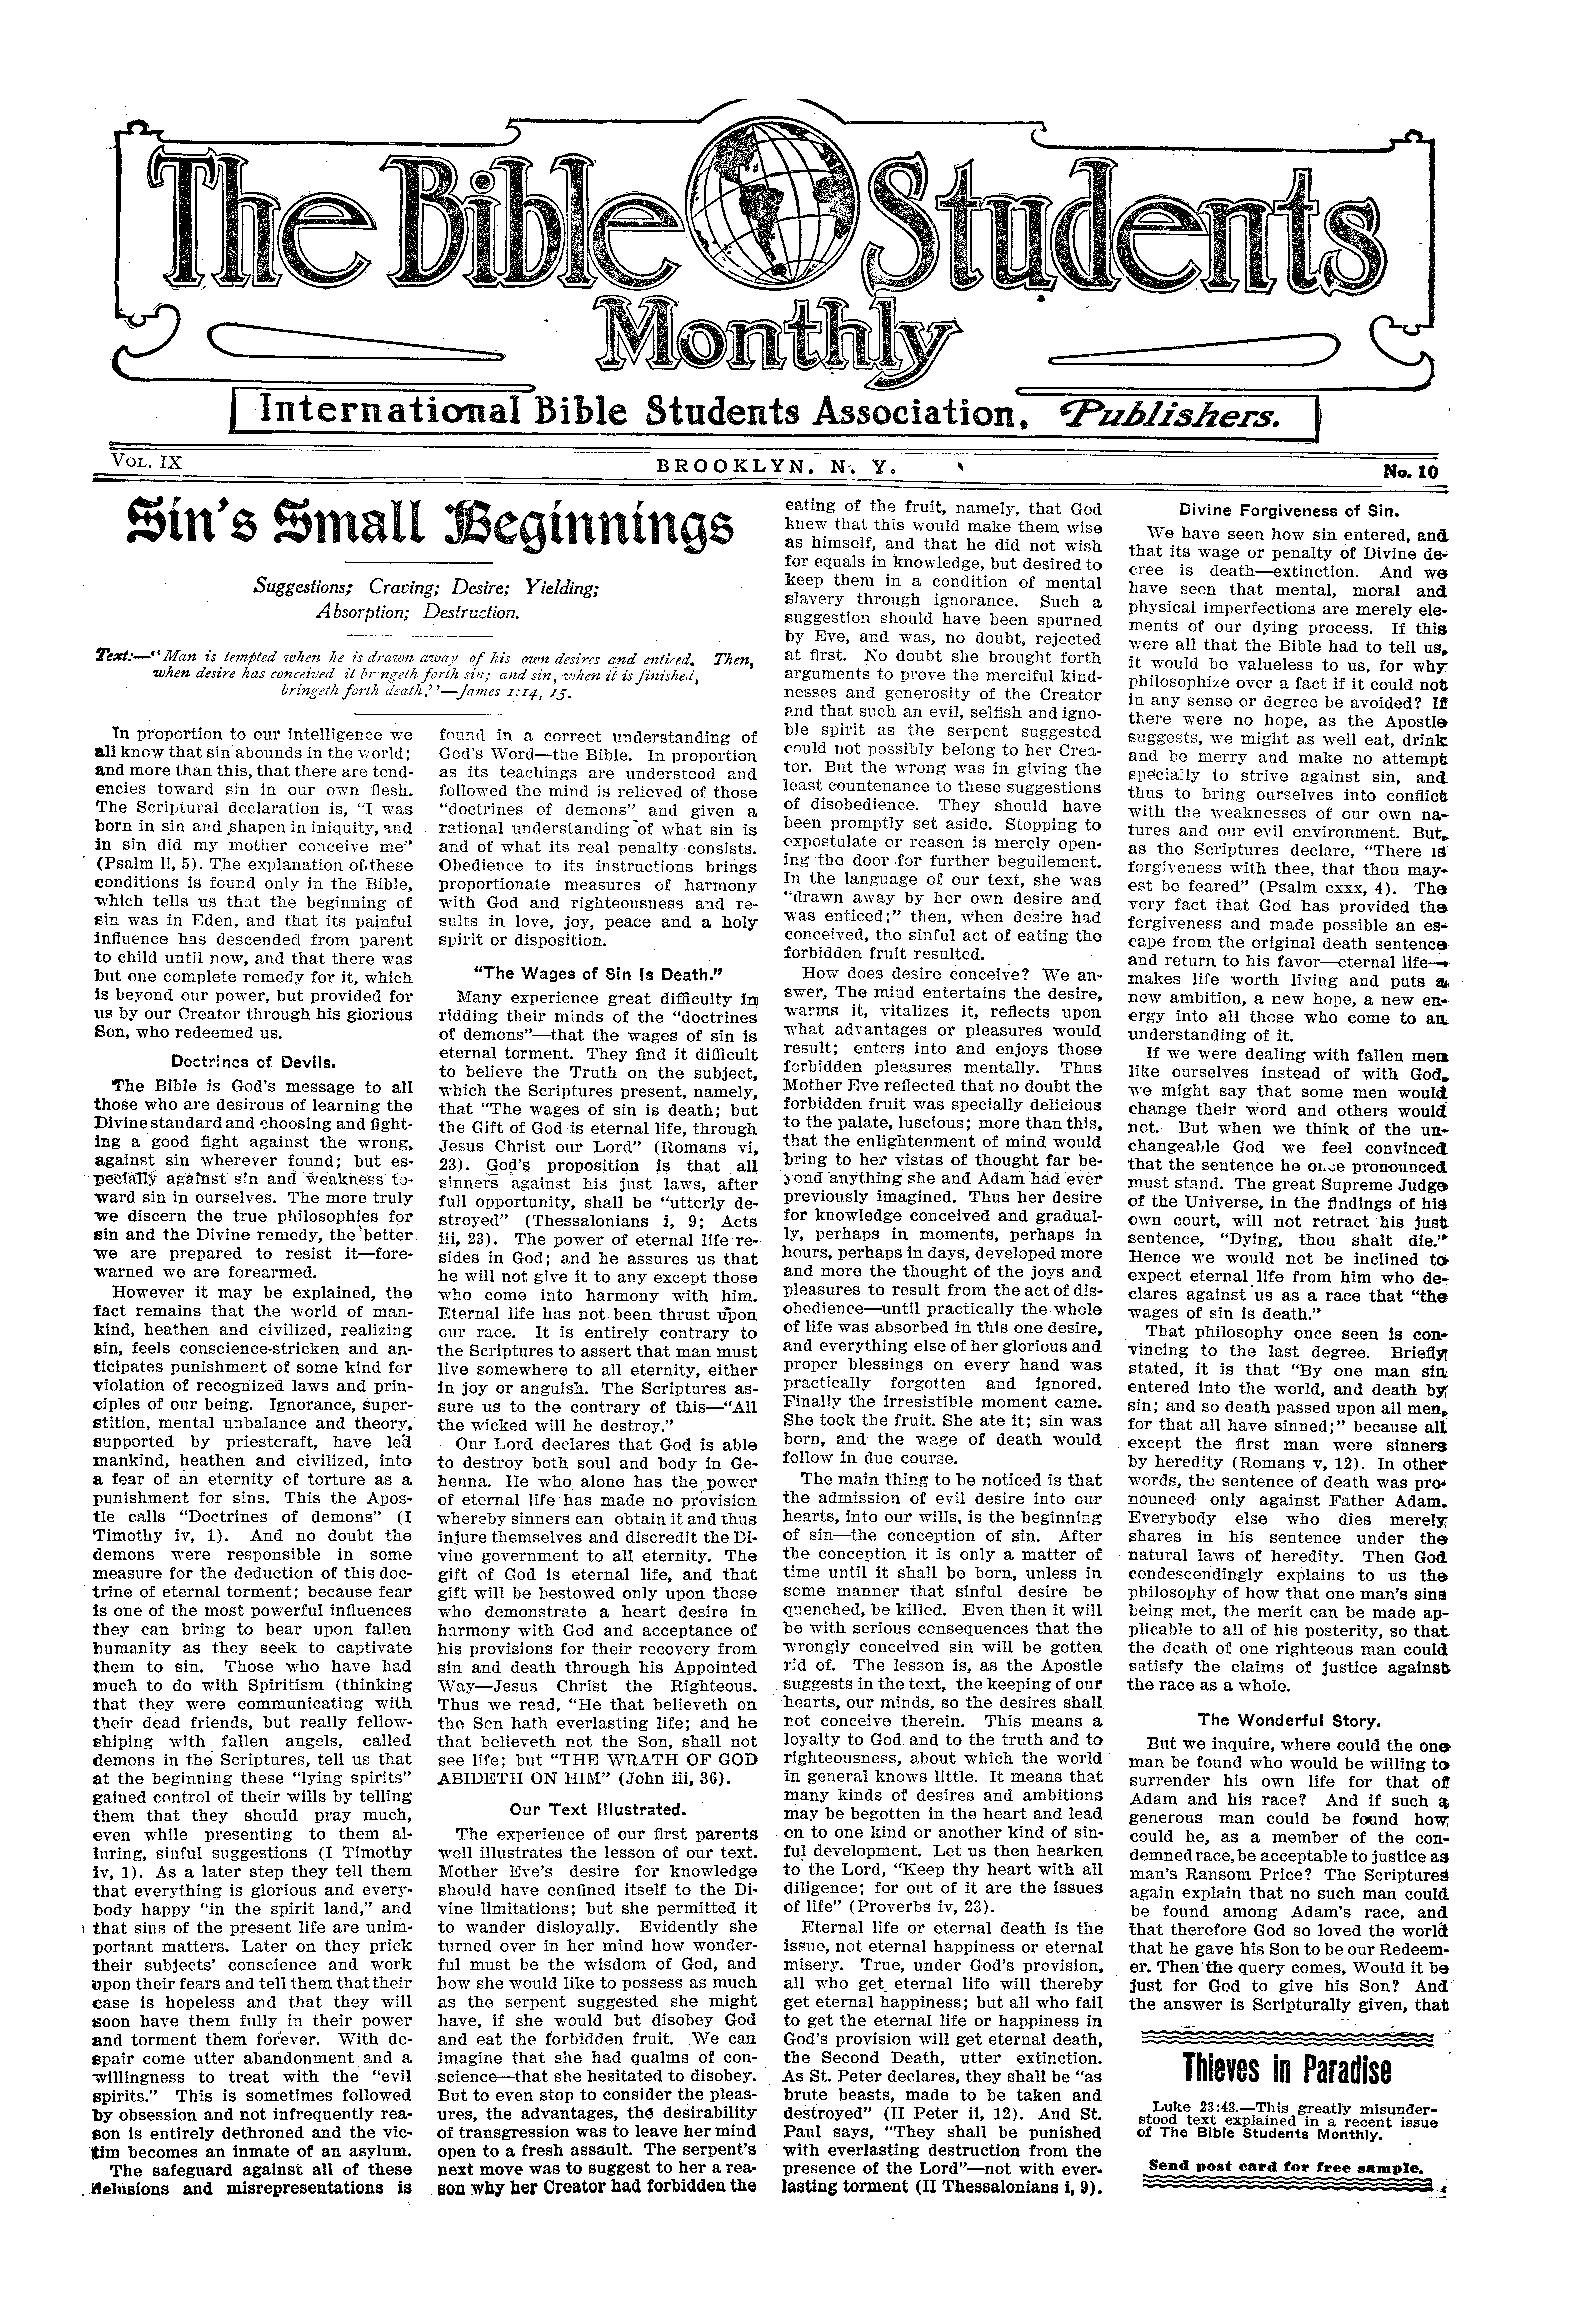 The Bible Students
Monthly
International Bible Students Association, Publishers.
VOL. IX
BROOKLYN, N. Y.
No. 10
Sin's Small Beginnings
Suggestions; Craving; Desire; Yielding;
Absorption; Destruction.
Text:—"Man is tempted when he is drawn away of his own desires and enticed. Then,
when desire has conceived it bringeth forth sin; and sin, when it is finished,
bringeth forth death."—James 1:14, 15.
In proportion to our intelligence we
all know that sin abounds in the world;
and more than this, that there are tend-
encies toward sin in our own flesh.
The Scriptural declaration is, "I was
born in sin and shapen in iniquity, and
in sin did my mother conceive me"
(Psalm li, 5). The explanation of these
conditions is found only in the Bible,
which tells us that the beginning of
sin was in Eden, and that its painful
influence has descended from parent
to child until now, and that there was
but one complete remedy for it, which
is beyond our power, but provided for
us by our Creator through his glorious
Son, who redeemed us.
Doctrines of Devils.
The Bible is God's message to all
those who are desirous of learning the
Divine standard and choosing and fight-
ing a good fight against the wrong,
against sin wherever found; but es-
pecially against sin and weakness to-
ward sin in ourselves. The more truly
we discern the true philosophies for
sin and the Divine remedy, the better
we are prepared to resist it—fore-
warned we are forearmed.
However it may be explained, the
fact remains that the world of man-
kind, heathen and civilized, realizing
sin, feels conscience-stricken and an-
ticipates punishment of some kind for
violation of recognized laws and prin-
ciples of our being. Ignorance, super-
stition, mental unbalance and theory,
supported by priestcraft, have led
mankind, heathen and civilized, into
a fear of an eternity of torture as a
punishment for sins. This the Apos-
tle calls "Doctrines of demons" (I
Timothy iv, 1). And no doubt the
demons were responsible in some
measure for the deduction of this doc-
trine of eternal torment; because fear
is one of the most powerful influences
they can bring to bear upon fallen
humanity as they seek to captivate
them to sin. Those who have had
much to do with Spiritism (thinking
that they were communicating with
their dead friends, but really fellow-
shiping with fallen angels, called
demons in the Scriptures, tell us that
at the beginning these "lying spirits"
gained control of their wills by telling
them that they should pray much,
even while presenting to them al-
luring, sinful suggestions (I Timothy
iv, 1). As a later step they tell them
that everything is glorious and every-
body happy "in the spirit land," and
that sins of the present life are unim-
portant matters. Later on they prick
their subjects' conscience and work
upon their fears and tell them that their
case is hopeless and that they will
soon have them fully in their power
and torment them forever. With de-
spair come utter abandonment and a
willingness to treat with the "evil
spirits." This is sometimes followed
by obsession and not infrequently rea-
son is entirely dethroned and the vic-
tim becomes an inmate of an asylum.
The safeguard against all of these
delusions and misrepresentations is
found in a correct understanding of
God's Word—the Bible. In proportion
as its teachings are understood and
followed the mind is relieved of those
"doctrines of demons" and given a
rational understanding of what sin is
and of what its real penalty consists.
Obedience to its instructions brings
proportionate measures of harmony
with God and righteousness and re-
sults in love, joy, peace and a holy
spirit or disposition.
"The Wages of Sin Is Death."
Many experience great difficulty in
ridding their minds of the "doctrines
of demons"—that the wages of sin is
eternal torment. They find it difficult
to believe the Truth on the subject,
which the Scriptures present, namely,
that "The wages of sin is death; but
the Gift of God is eternal life, through
Jesus Christ our Lord" (Romans vi,
23). God's proposition is that all
sinners against his just laws, after
full opportunity, shall be "utterly de-
stroyed" (Thessalonians i, 9; Acts
iii, 23). The power of eternal life re-
sides in God; and he assures us that
he will not give it to any except those
who come into harmony with him.
Eternal life has not been thrust upon
our race. It is entirely contrary to
the Scriptures to assert that man must
live somewhere to all eternity, either
in joy or anguish. The Scriptures as-
sure us to the contrary of this—"All
the wicked will he destroy."
Our Lord declares that God is able
to destroy both soul and body in Ge-
henna. He who alone has the power
of eternal life has made no provision
whereby sinners can obtain it and thus
injure themselves and discredit the Di-
vine government to all eternity. The
gift of God is eternal life, and that
gift will be bestowed only upon those
who demonstrate a heart desire in
harmony with God and acceptance of
his provisions for their recovery from
sin and death through his Appointed
Way—Jesus Christ the Righteous.
Thus we read, "He that believeth on
the Son hath everlasting life; and he
that believeth not the Son, shall not
see life; but "THE WRATH OF GOD
ABIDETH ON HIM" (John iii, 36).
Our Text Illustrated.
The experience of our first parents
well illustrates the lesson of our text.
Mother Eve's desire for knowledge
should have confined itself to the Di-
vine limitations; but she permitted it
to wander disloyally. Evidently she
turned over in her mind how wonder-
ful must be the wisdom of God, and
how she would like to possess as much
as the serpent suggested she might
have, if she would but disobey God
and eat the forbidden fruit. We can
imagine that she had qualms of con-
science—that she hesitated to disobey.
But to even stop to consider the pleas-
ures, the advantages, the desirability
of transgression was to leave her mind
open to a fresh assault. The serpent's
next move was to suggest to her a rea-
son why her Creator had forbidden the
eating of the fruit, namely, that God
knew that this would make them wise
as himself, and that he did not wish
for equals in knowledge, but desired to
keep them in a condition of mental
slavery through ignorance. Such a
suggestion should have been spurned
by Eve, and was, no doubt, rejected
at first. No doubt she brought forth
arguments to prove the merciful kind-
nesses and generosity of the Creator
and that such an evil, selfish and igno-
ble spirit as the serpent suggested
could not possibly belong to her Crea-
tor. But the wrong was in giving the
least countenance to these suggestions
of disobedience. They should have
been promptly set aside. Stopping to
expostulate or reason is merely open-
ing the door for further beguilement.
In the language of our text, she was
"drawn away by her own desire and
was enticed;" then, when desire had
conceived, the sinful act of eating the
forbidden fruit resulted.
How does desire conceive? We an-
swer, The mind entertains the desire,
warms it, vitalizes it, reflects upon
what advantages or pleasures would
result; enters into and enjoys those
forbidden pleasures mentally. Thus
Mother Eve reflected that no doubt the
forbidden fruit was specially delicious
to the palate, luscious; more than this,
that the enlightenment of mind would
bring to her vistas of thought far be-
yond anything she and Adam had ever
previously imagined. Thus her desire
for knowledge conceived and gradual-
ly, perhaps in moments, perhaps in
hours, perhaps in days, developed more
and more the thought of the joys and
pleasures to result from the act of dis-
obedience—until practically the whole
of life was absorbed in this one desire,
and everything else of her glorious and
proper blessings on every hand was
practically forgotten and ignored.
Finally the irresistible moment came.
She took the fruit. She ate it; sin was
born, and the wage of death would
follow in due course.
The main thing to be noticed is that
the admission of evil desire into our
hearts, into our wills, is the beginning
of sin—the conception of sin. After
the conception it is only a matter of
time until it shall be born, unless in
some manner that sinful desire be
quenched, be killed. Even then it will
be with serious consequences that the
wrongly conceived sin will be gotten
rid of. The lesson is, as the Apostle
suggests in the text, the keeping of our
hearts, our minds, so the desires shall
not conceive therein. This means a
loyalty to God and to the truth and to
righteousness, about which the world
in general knows little. It means that
many kinds of desires and ambitions
may be begotten in the heart and lead
on to one kind or another kind of sin-
ful development. Let us then hearken
to the Lord, "Keep thy heart with all
diligence; for out of it are the issues
of life" (Proverbs iv, 23).
Eternal life or eternal death is the
issue, not eternal happiness or eternal
misery. True, under God's provision,
all who get eternal life will thereby
get eternal happiness; but all who fail
to get the eternal life or happiness in
God's provision will get eternal death,
the Second Death, utter extinction.
As St. Peter declares, they shall be "as
brute beasts, made to be taken and
destroyed" (II Peter ii, 12). And St.
Paul says, "They shall be punished
with everlasting destruction from the
presence of the Lord"—not with ever-
lasting torment (II Thessalonians i, 9).
Divine Forgiveness of Sin.
We have seen how sin entered, and
that its wage or penalty of Divine de-
cree is death—extinction. And we
have seen that mental, moral and
physical imperfections are merely ele-
ments of our dying process. If this
were all that the Bible had to tell us,
it would be valueless to us, for why
philosophize over a fact if it could not
in any sense or degree be avoided? If
there were no hope, as the Apostle
suggests, we might as well eat, drink
and be merry and make no attempt
specially to strive against sin, and
thus to bring ourselves into conflict
with the weaknesses of our own na-
tures and our evil environment. But,
as the Scriptures declare, "There is
forgiveness with thee, that thou may-
est be feared" (Psalm cxxx, 4). The
very fact that God has provided the
forgiveness and made possible an es-
cape from the original death sentence
and return to his favor—eternal life—
makes life worth living and puts a
new ambition, a new hope, a new en-
ergy into all those who come to an
understanding of it.
If we were dealing with fallen men
like ourselves instead of with God,
we might say that some men would
change their word and others would
not. But when we think of the un-
changeable God we feel convinced
that the sentence he once pronounced
must stand. The great Supreme Judge
of the Universe, in the findings of his
own court, will not retract his just
sentence, "Dying, thou shalt die."
Hence we would not be inclined to
expect eternal life from him who de-
clares against us as a race that "the
wages of sin is death."
That philosophy once seen is con-
vincing to the last degree. Briefly
stated, it is that "By one man sin
entered into the world, and death by
sin; and so death passed upon all men,
for that all have sinned;" because all
except the first man were sinners
by heredity (Romans v, 12). In other
words, the sentence of death was pro-
nounced only against Father Adam.
Everybody else who dies merely
shares in his sentence under the
natural laws of heredity. Then God
condescendingly explains to us the
philosophy of how that one man's sins
being met, the merit can be made ap-
plicable to all of his posterity, so that
the death of one righteous man could
satisfy the claims of justice against
the race as a whole.
The Wonderful Story.
But we inquire, where could the one
man be found who would be willing to
surrender his own life for that of
Adam and his race? And if such a
generous man could be found how
could he, as a member of the con-
demned race, be acceptable to justice as
man's Ransom Price? The Scriptures
again explain that no such man could
be found among Adam's race, and
that therefore God so loved the world
that he gave his Son to be our Redeem-
er. Then the query comes, Would it be
just for God to give his Son? And
the answer is Scripturally given, that
Thieves in Paradise
Luke 23:43.—This greatly misunder-
stood text explained in a recent issue
of The Bible Students Monthly.
Send post card for free sample.